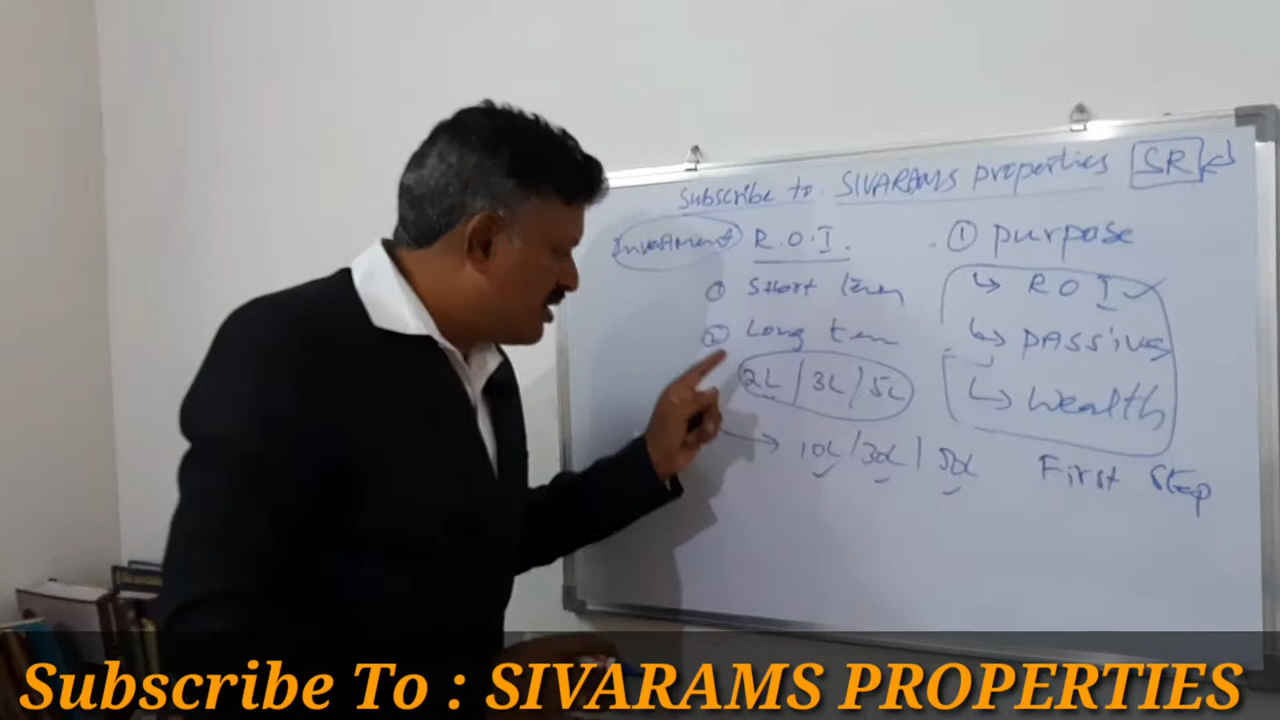 Subscribe to. SIVARAMS properties SR
Investment R.O.I.
① Short term
② Long term
2L / 3L / 5L
→ 10L / 30L / 50L
① purpose
↳ ROI ✓
↳ PASSive
↳ Wealth
First Step
Subscribe To : SIVARAMS PROPERTIES